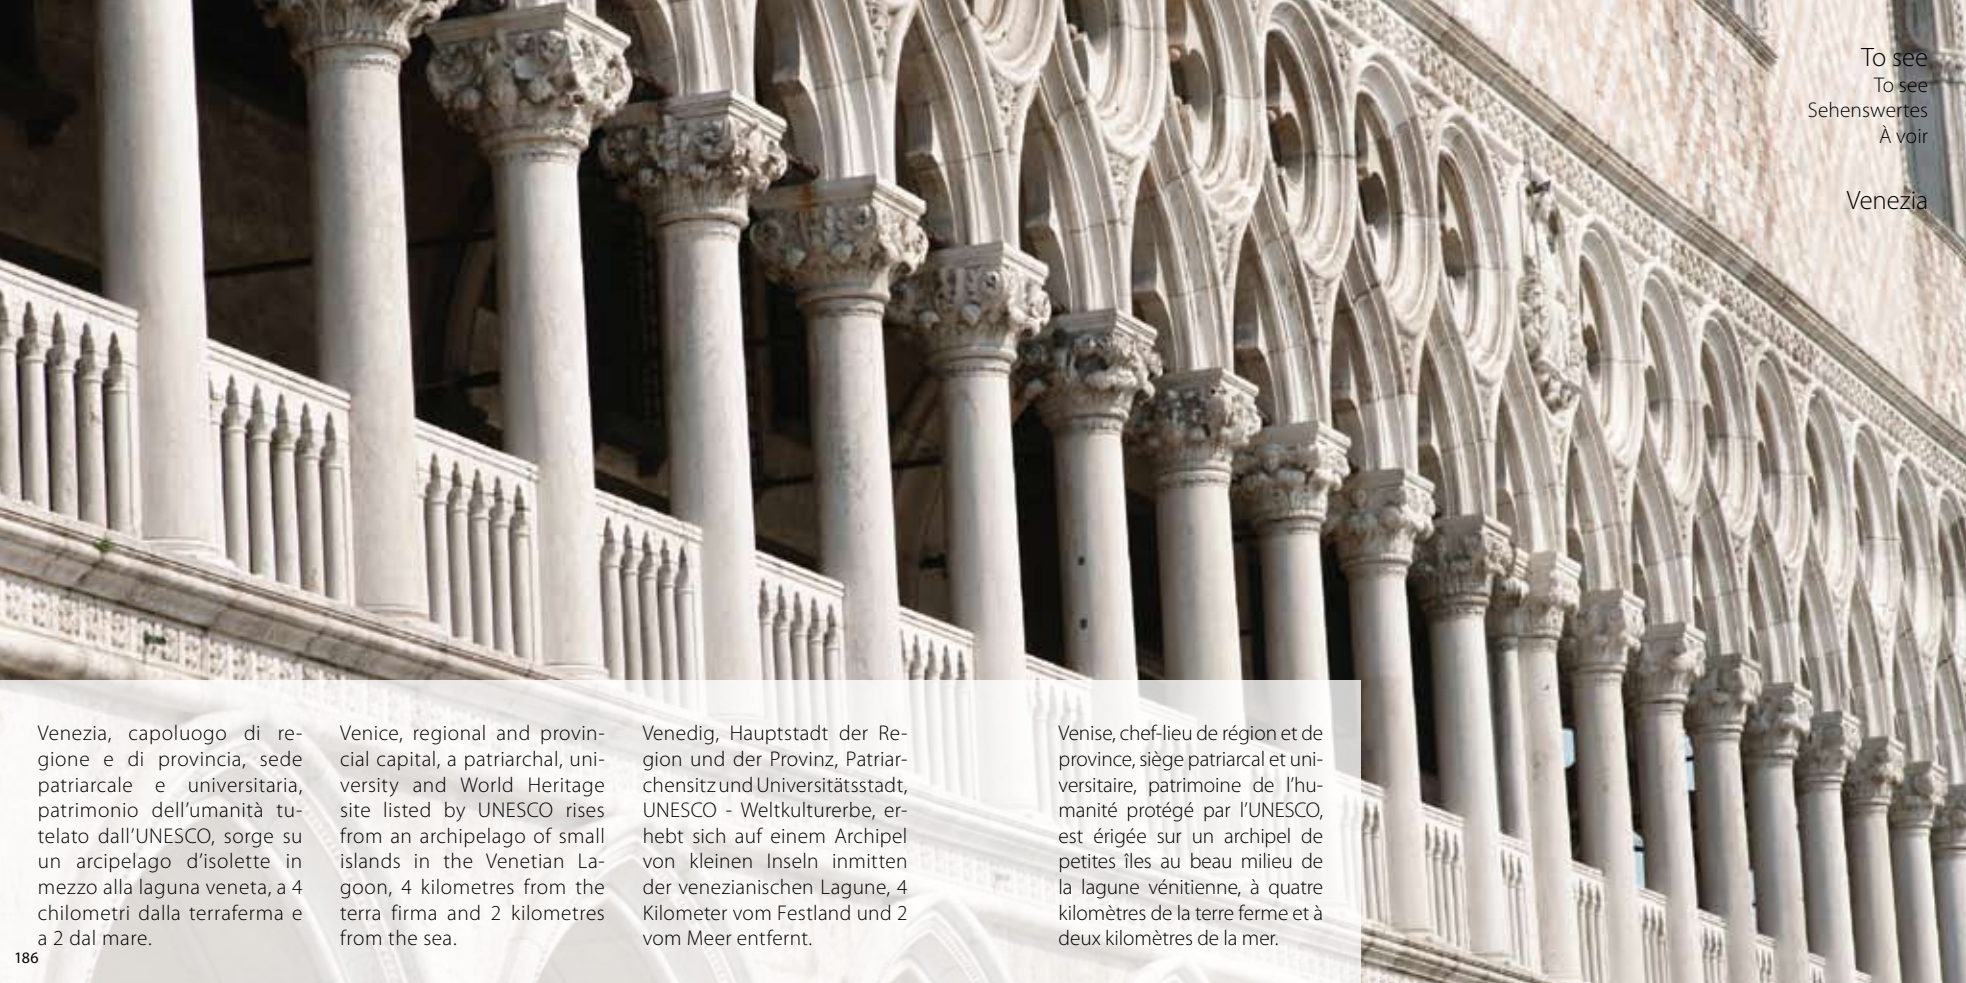 To see
To see
Sehenswertes
À voir
Venezia
Venezia, capoluogo di re-
gione e di provincia, sede
patriarcale e universitaria,
patrimonio dell'umanità tu-
telato dall'UNESCO, sorge su
un arcipelago d'isolette in
mezzo alla laguna veneta, a 4
chilometri dalla terraferma e
a 2 dal mare.
Venice, regional and provin-
cial capital, a patriarchal, uni-
versity and World Heritage
site listed by UNESCO rises
from an archipelago of small
islands in the Venetian La-
goon, 4 kilometres from the
terra firma and 2 kilometres
from the sea.
Venedig, Hauptstadt der Re-
gion und der Provinz, Patriar-
chensitz und Universitätsstadt,
UNESCO - Weltkulturerbe, er-
hebt sich auf einem Archipel
von kleinen Inseln inmitten
der venezianischen Lagune, 4
Kilometer vom Festland und 2
vom Meer entfernt.
Venise, chef-lieu de région et de
province, siège patriarcal et uni-
versitaire, patrimoine de l'hu-
manité protégé par l'UNESCO,
est érigée sur un archipel de
petites îles au beau milieu de
la lagune vénitienne, à quatre
kilomètres de la terre ferme et à
deux kilomètres de la mer.
186